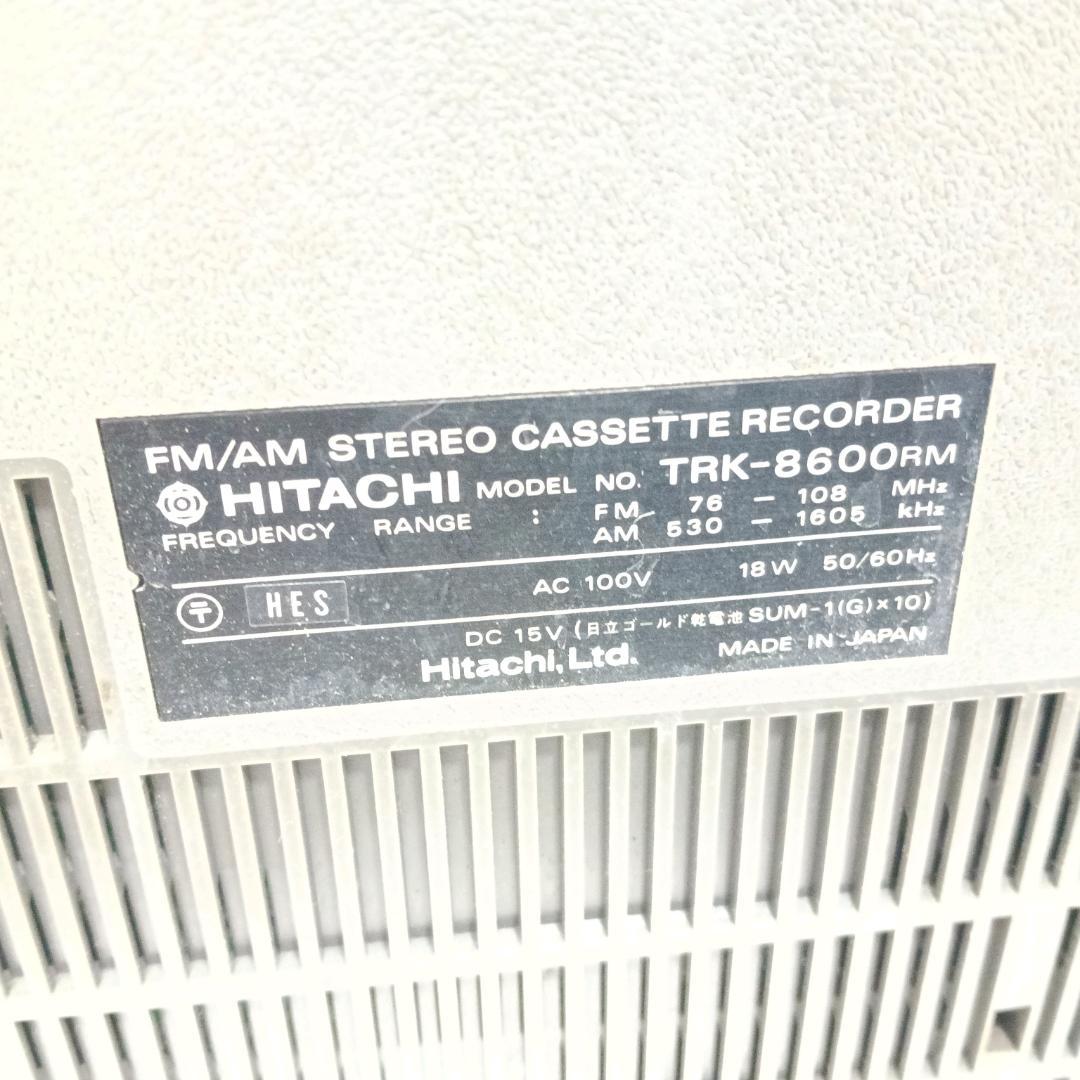 FM/AM STEREO CASSETTE RECORDER
HITACHI MODEL NO. TRK-8600RM
FREQUENCY RANGE : FM 76 – 108 MHz
AM 530 – 1605 kHz
〒 HES AC 100V 18W 50/60Hz
DC 15V (日立ゴールド乾電池 SUM-1(G)×10)
Hitachi, Ltd. MADE IN JAPAN